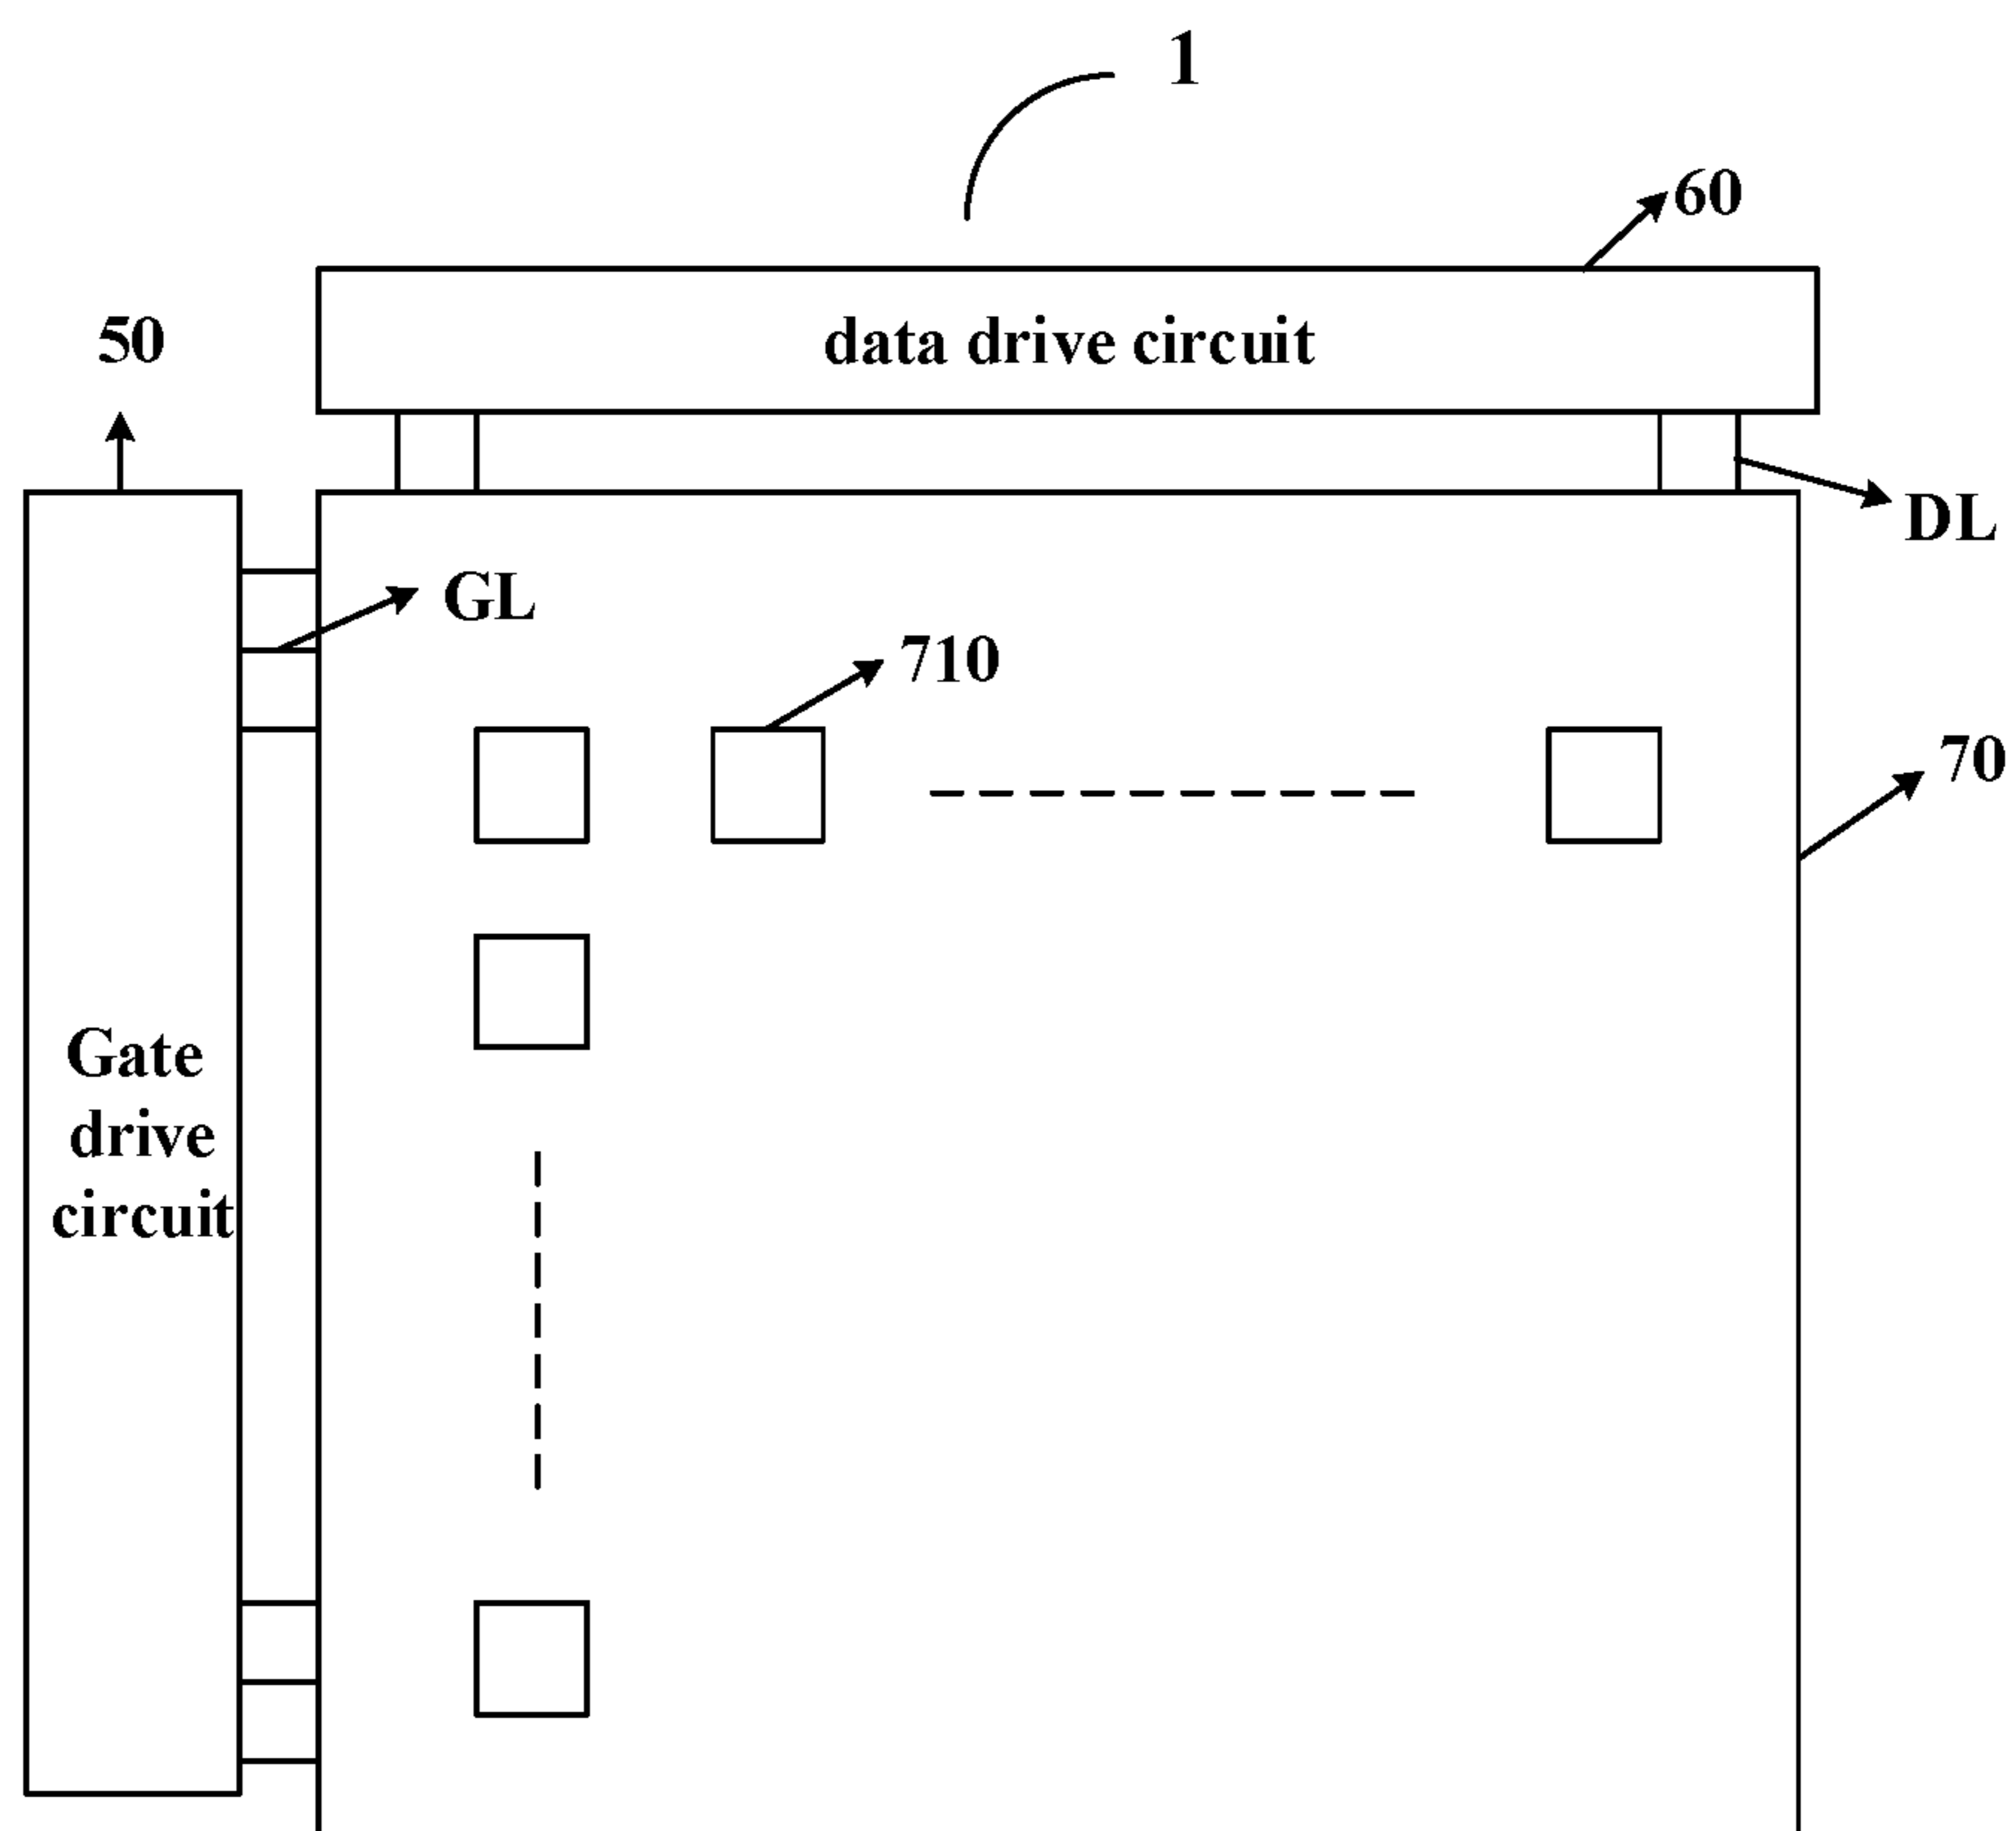 1
60
data drive circuit
50
DL
GL
710
70
Gate
drive
circuit